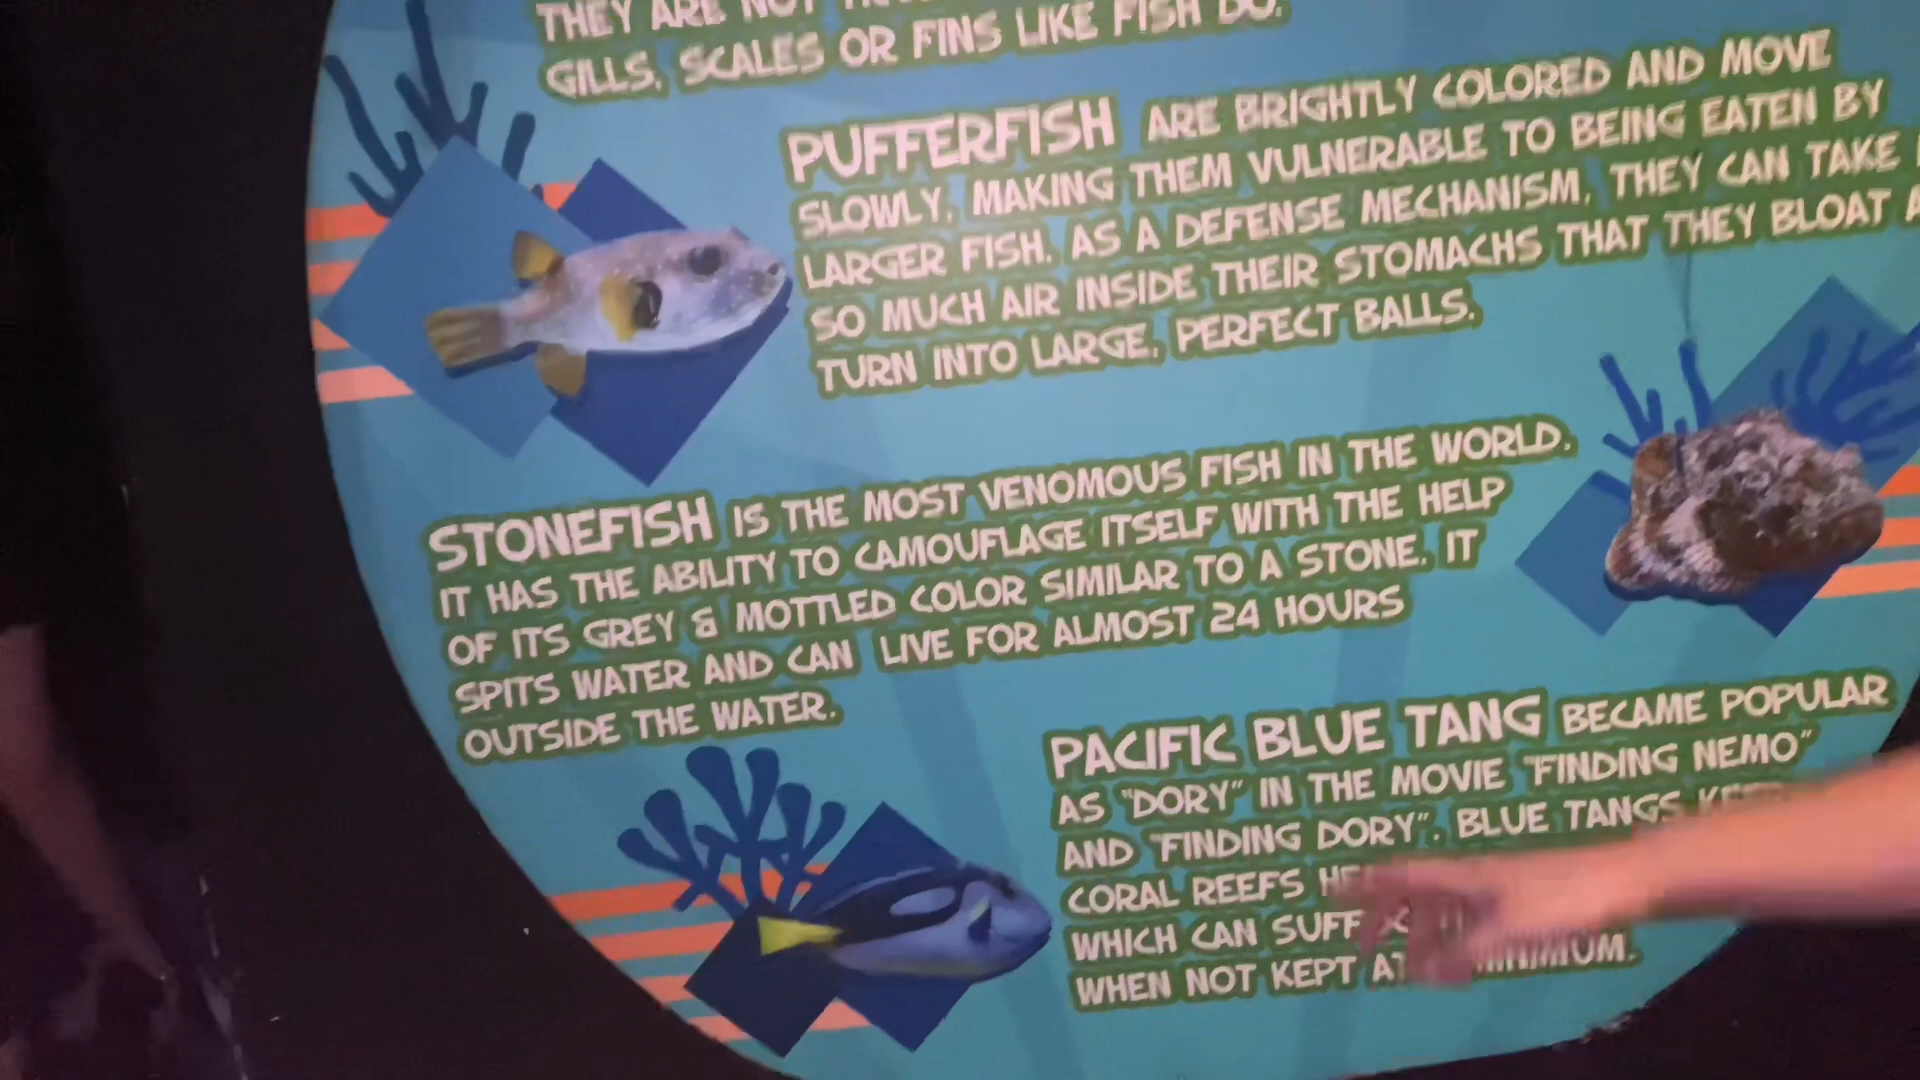 THEY ARE NOT
GILLS, SCALES OR FINS LIKE FISH DO.
PUFFERFISH ARE BRIGHTLY COLORED AND MOVE
SLOWLY, MAKING THEM VULNERABLE TO BEING EATEN BY
LARGER FISH. AS A DEFENSE MECHANISM, THEY CAN TAKE
SO MUCH AIR INSIDE THEIR STOMACHS THAT THEY BLOAT
TURN INTO LARGE, PERFECT BALLS.
STONEFISH IS THE MOST VENOMOUS FISH IN THE WORLD.
IT HAS THE ABILITY TO CAMOUFLAGE ITSELF WITH THE HELP
OF ITS GREY & MOTTLED COLOR SIMILAR TO A STONE. IT
SPITS WATER AND CAN LIVE FOR ALMOST 24 HOURS
OUTSIDE THE WATER.
PACIFIC BLUE TANG BECAME POPULAR
AS "DORY" IN THE MOVIE "FINDING NEMO"
AND "FINDING DORY". BLUE TANGS
CORAL REEFS
WHICH CAN
WHEN NOT KEPT AT MINIMUM.